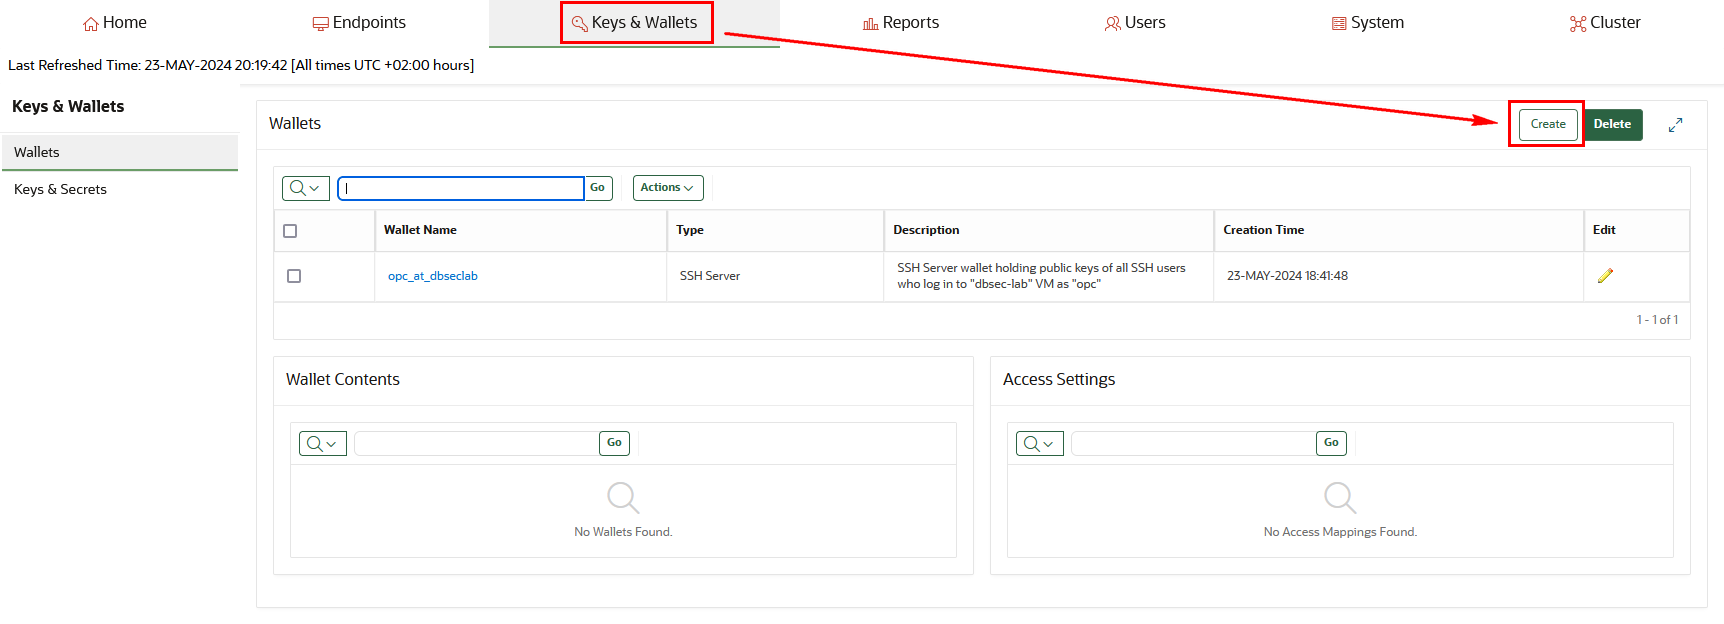 Home
Endpoints
Keys & Wallets
Reports
Users
System
Cluster
Last Refreshed Time: 23-MAY-2024 20:19:42 [All times UTC +02:00 hours]
Keys & Wallets
Wallets
Keys & Secrets
Wallets
Create
Delete
Go
Actions
Wallet Name
Type
Description
Creation Time
Edit
opc_at_dbseclab
SSH Server
SSH Server wallet holding public keys of all SSH users
who log in to "dbsec-lab" VM as "opc"
23-MAY-2024 18:41:48
1 - 1 of 1
Wallet Contents
Go
No Wallets Found.
Access Settings
Go
No Access Mappings Found.